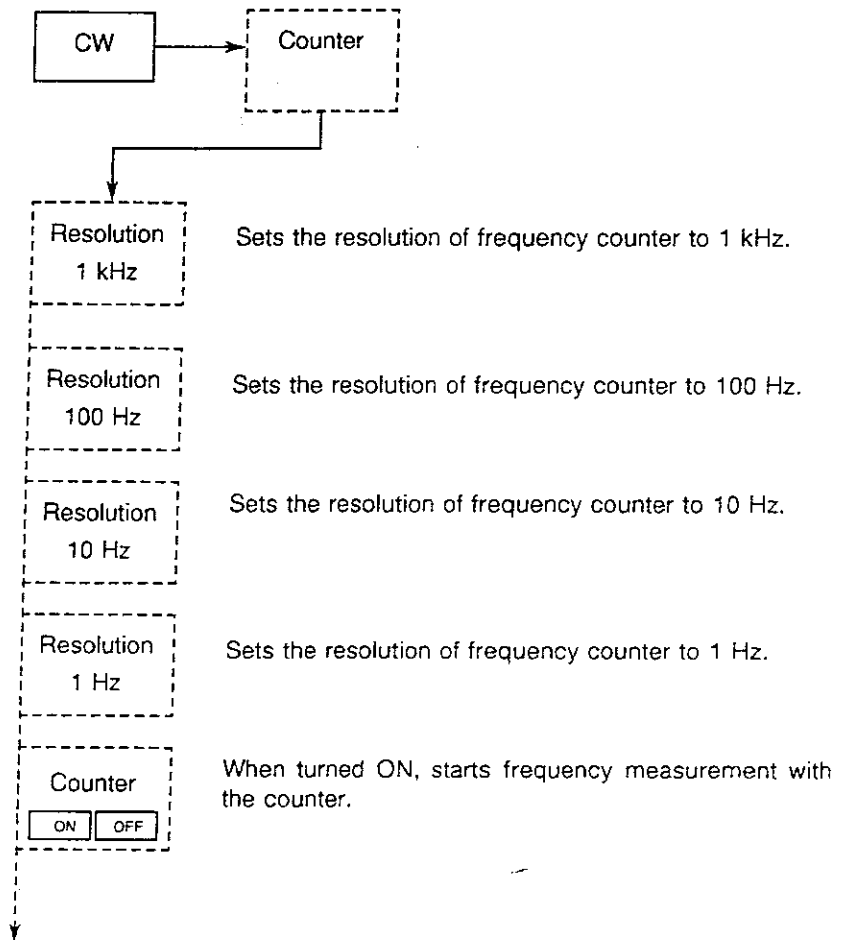 CW
Counter
Resolution
1 kHz
Sets the resolution of frequency counter to 1 kHz.
Resolution
100 Hz
Sets the resolution of frequency counter to 100 Hz.
Resolution
10 Hz
Sets the resolution of frequency counter to 10 Hz.
Resolution
1 Hz
Sets the resolution of frequency counter to 1 Hz.
Counter
ON OFF
When turned ON, starts frequency measurement with
the counter.